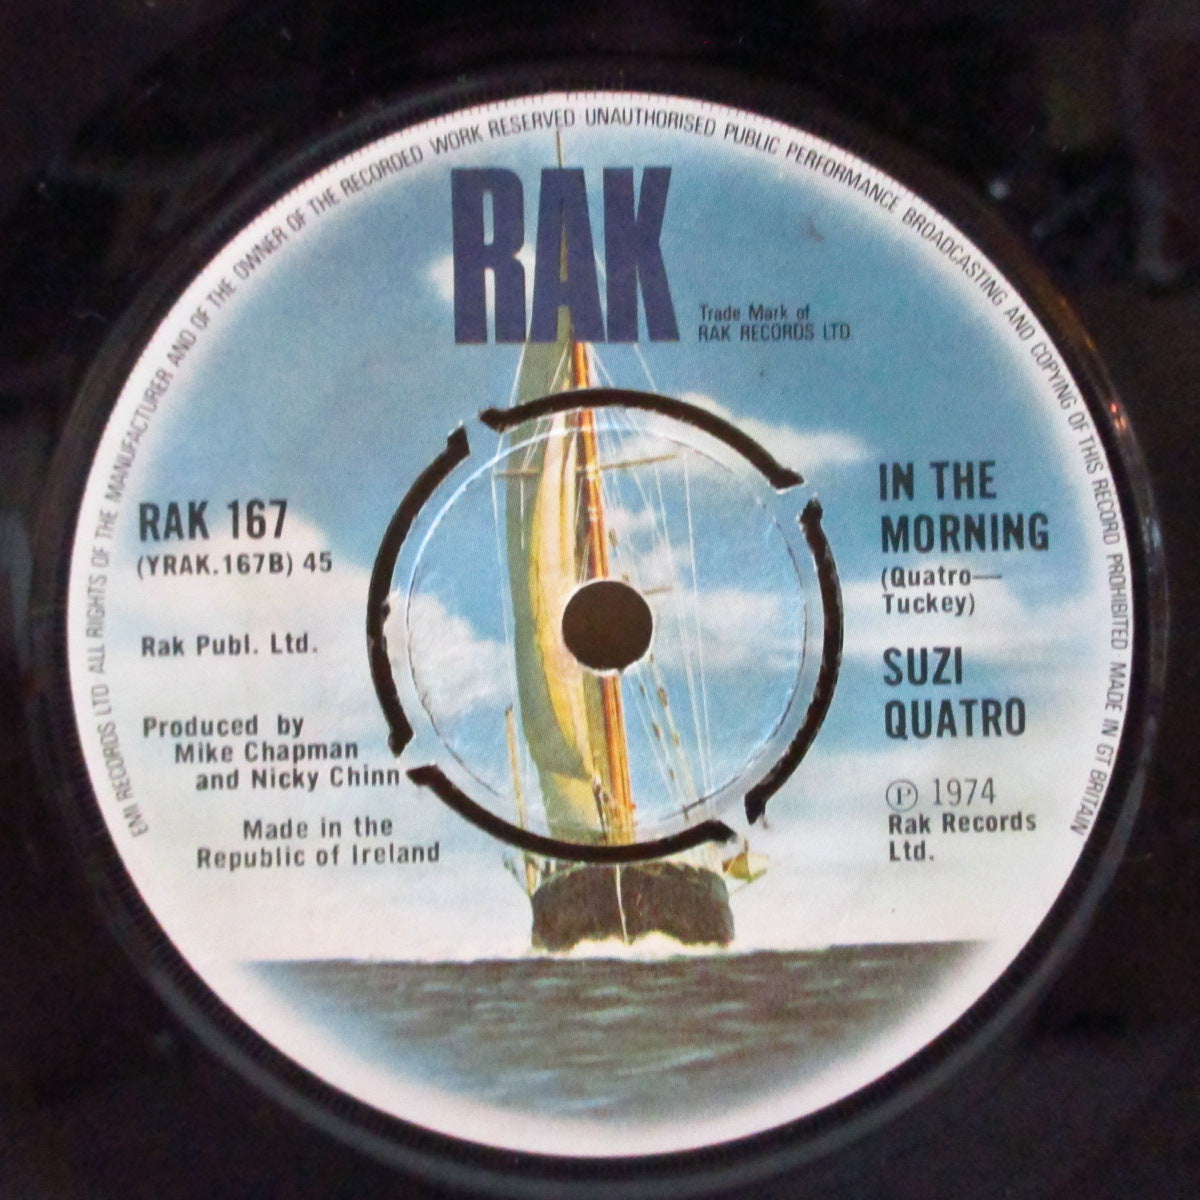 EMI RECORDS LTD ALL RIGHTS OF THE MANUFACTURER AND OF THE OWNER OF THE RECORDED WORK RESERVED UNAUTHORISED PUBLIC PERFORMANCE BROADCASTING AND COPYING OF THIS RECORD PROHIBITED MADE IN GT BRITAIN
RAK
Trade Mark of
RAK RECORDS LTD
RAK 167
(YRAK.167B) 45
Rak Publ. Ltd.
Produced by
Mike Chapman
and Nicky Chinn
Made in the
Republic of Ireland
IN THE
MORNING
(Quatro—
Tuckey)
SUZI
QUATRO
℗ 1974
Rak Records
Ltd.